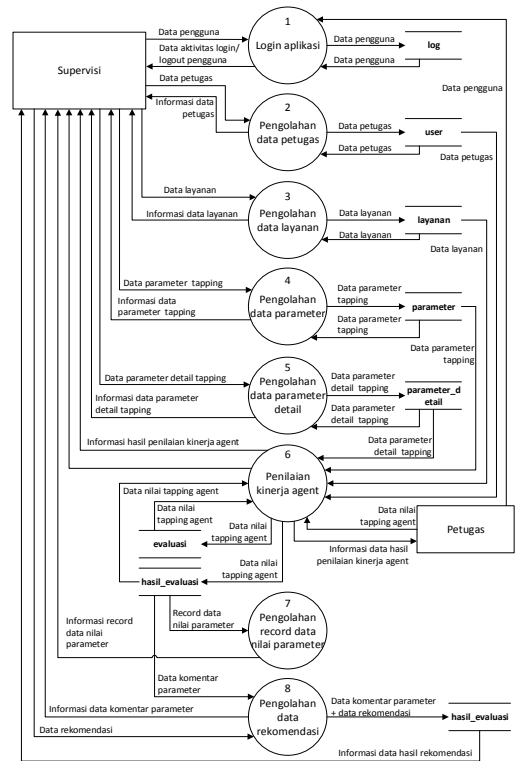 1
Login aplikasi
Data pengguna
Data aktivitas login/
logout pengguna
Data pengguna
log
Data pengguna
Data pengguna
Supervisi
Data petugas
Informasi data
petugas
2
Pengolahan
data petugas
Data petugas
user
Data petugas
Data petugas
Data layanan
Informasi data layanan
3
Pengolahan
data layanan
Data layanan
layanan
Data layanan
Data layanan
Data parameter tapping
Informasi data
parameter tapping
4
Pengolahan
data parameter
Data parameter
tapping
parameter
Data parameter
tapping
Data parameter
tapping
Data parameter detail tapping
Informasi data parameter
detail tapping
5
Pengolahan
data parameter
detail
Data parameter
detail tapping
parameter_d
etail
Data parameter
detail tapping
Data parameter
detail tapping
Informasi hasil penilaian kinerja agent
6
Penilaian
kinerja agent
Data nilai tapping agent
Data nilai
tapping agent
Data nilai
tapping agent
evaluasi
Data nilai
tapping agent
hasil_evaluasi
Data nilai
tapping agent
Petugas
Informasi data hasil
penilaian kinerja agent
7
Pengolahan
record data
nilai parameter
Record data
nilai parameter
Informasi record
data nilai
parameter
Data komentar
parameter
8
Pengolahan
data
rekomendasi
Informasi data komentar parameter
Data rekomendasi
Data komentar parameter
+ data rekomendasi
hasil_evaluasi
Informasi data hasil rekomendasi